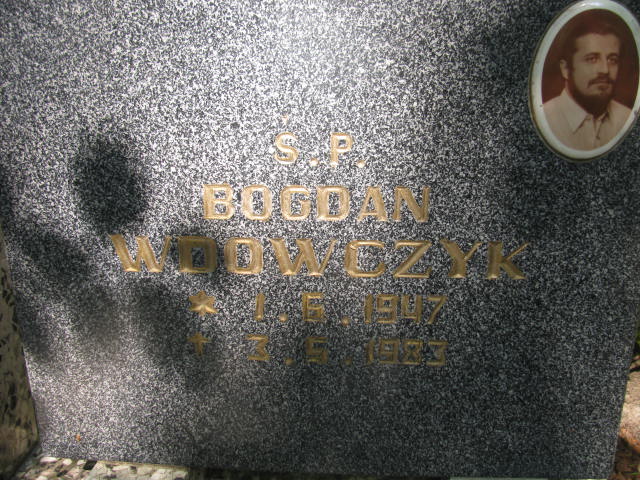 Ś.P.
BOGDAN
WDOWCZYK
* 1.6.1947
† 3.5.1983